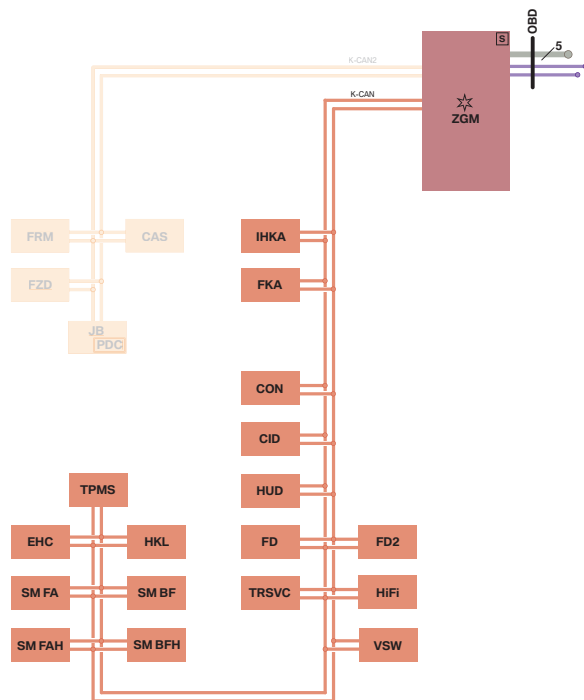 OBD
S
5
K-CAN2
K-CAN
ZGM
FRM
CAS
IHKA
FZD
FKA
JB
PDC
CON
CID
TPMS
HUD
EHC
HKL
FD
FD2
SM FA
SM BF
TRSVC
HiFi
SM FAH
SM BFH
VSW